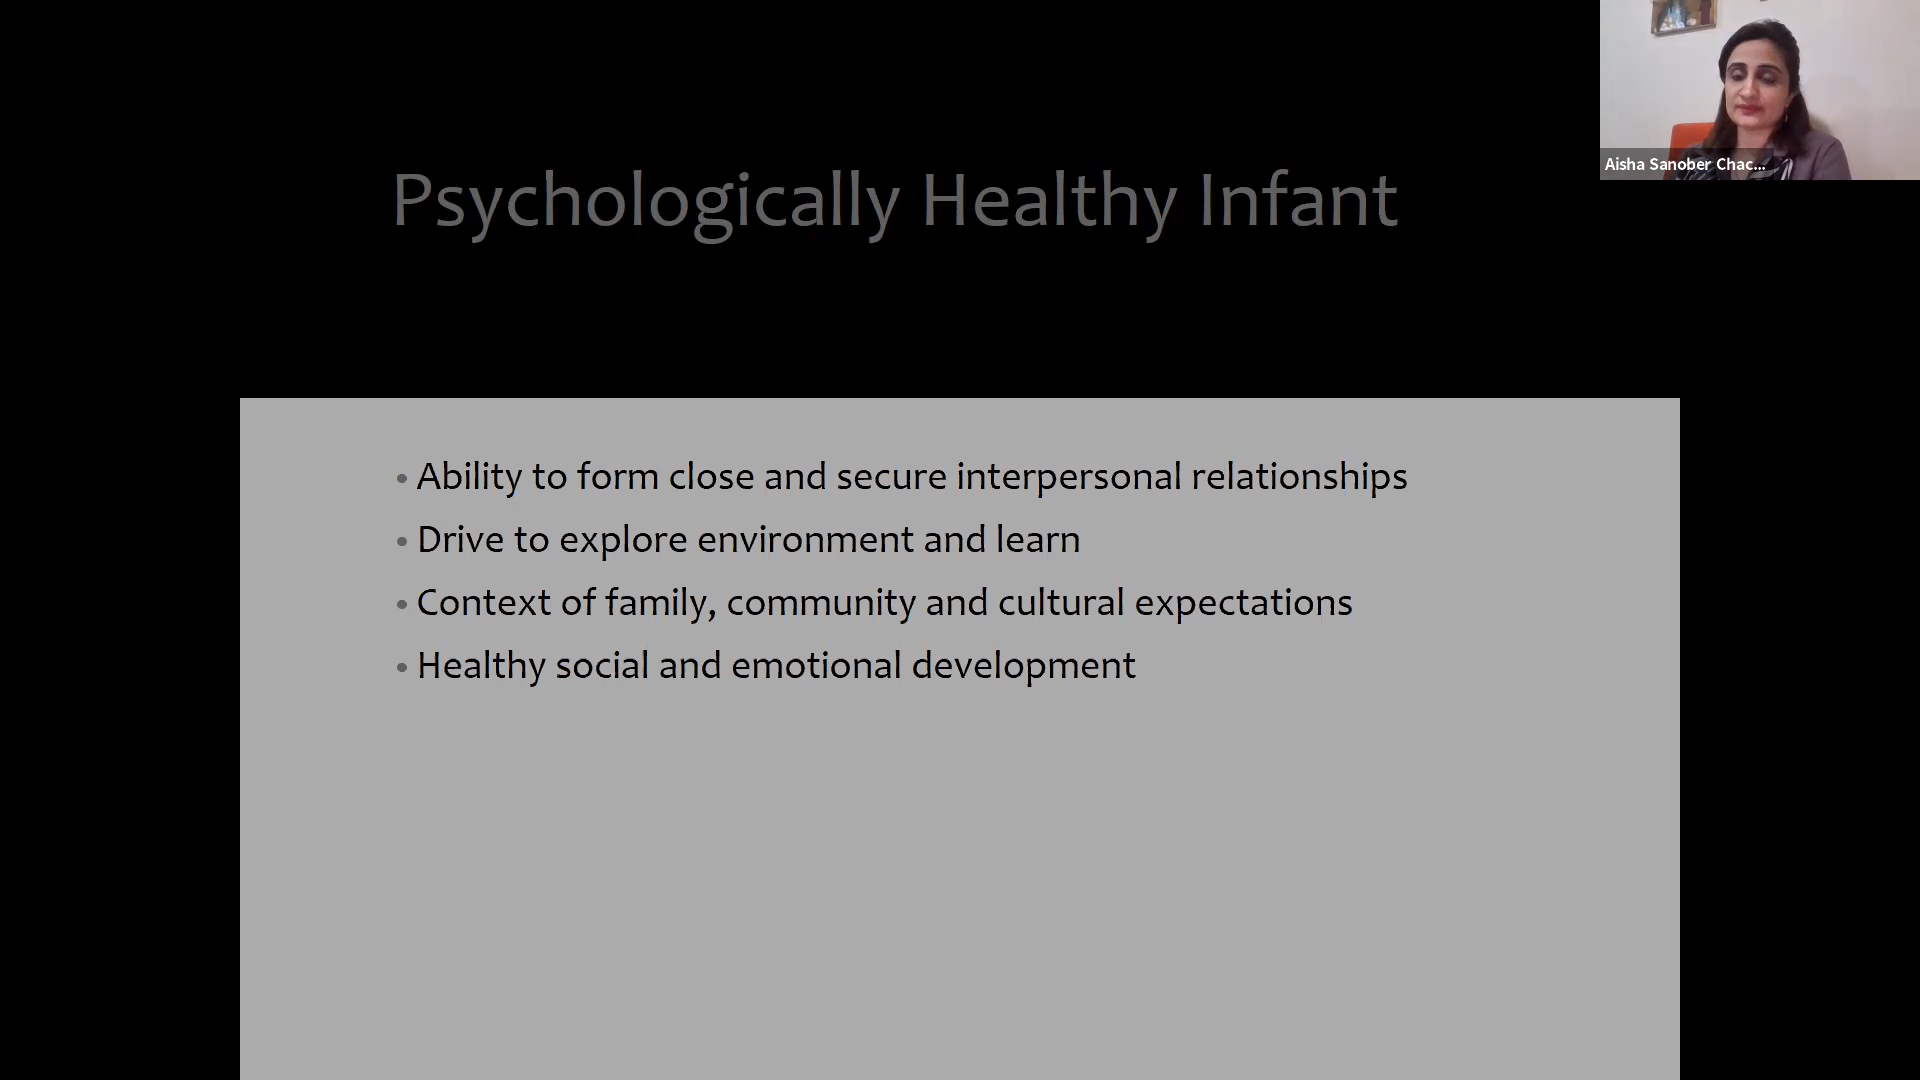 Aisha Sanober Chac...
Psychologically Healthy Infant
• Ability to form close and secure interpersonal relationships
• Drive to explore environment and learn
• Context of family, community and cultural expectations
• Healthy social and emotional development